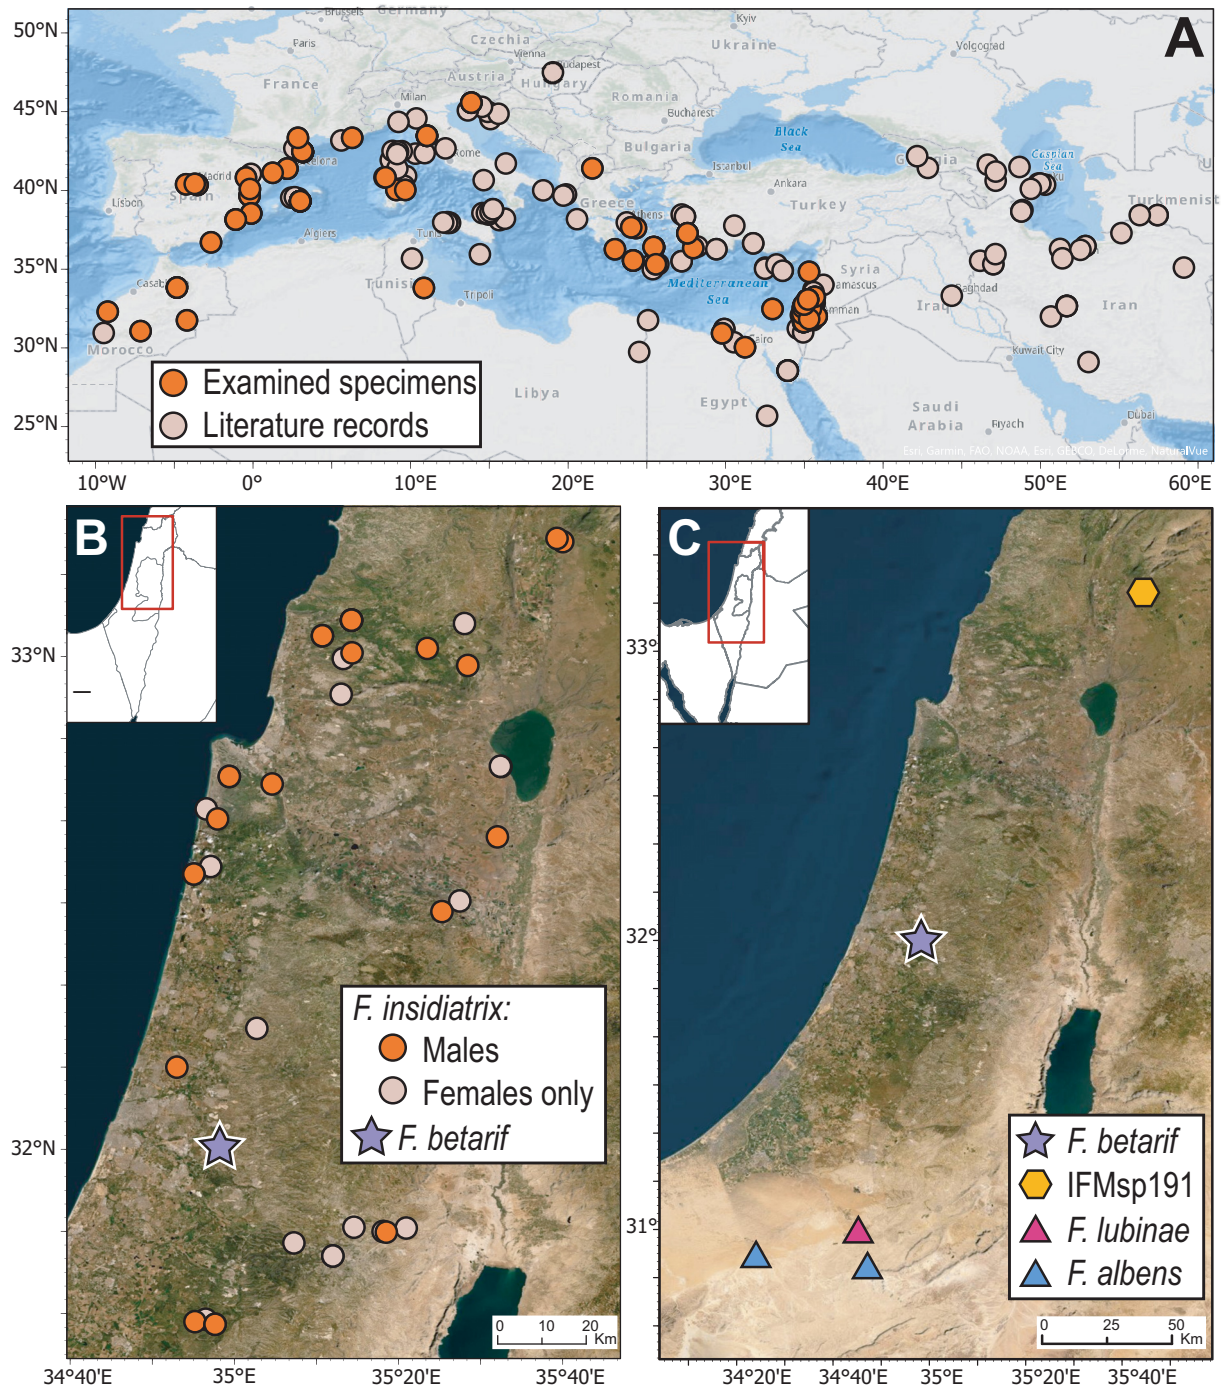 A
50°N
45°N
40°N
35°N
30°N
25°N
Brussels
Germany
Paris
Czechia
Vienna
Kyiv
Ukraine
Volgograd
France
Austria
Hungary
Budapest
Milan
Romania
Bucharest
Black
Sea
Bulgaria
Istanbul
Georgia
Caspian
Sea
Turkmenist
Rome
Madrid
Spain
Lisbon
Ankara
Turkey
Greece
Athens
Algiers
Tunis
Casab
Tunis
Tripoli
Mediterranean
Sea
Syria
Damascus
Baghdad
Iraq
Iran
Amman
Cairo
Morocco
Kuwait City
Libya
Egypt
Saudi
Arabia
Riyadh
Dubai
Examined specimens
Literature records
Esri, Garmin, FAO, NOAA, Esri, GEBCO, DeLorme, NaturalVue
10°W 0° 10°E 20°E 30°E 40°E 50°E 60°E
B
33°N
32°N
F. insidiatrix:
Males
Females only
F. betarif
0 10 20
Km
34°40'E 35°E 35°20'E 35°40'E
C
33°
32°
31°
F. betarif
IFMsp191
F. lubinae
F. albens
0 25 50
Km
34°20'E 34°40'E 35°E 35°20'E 35°40'E